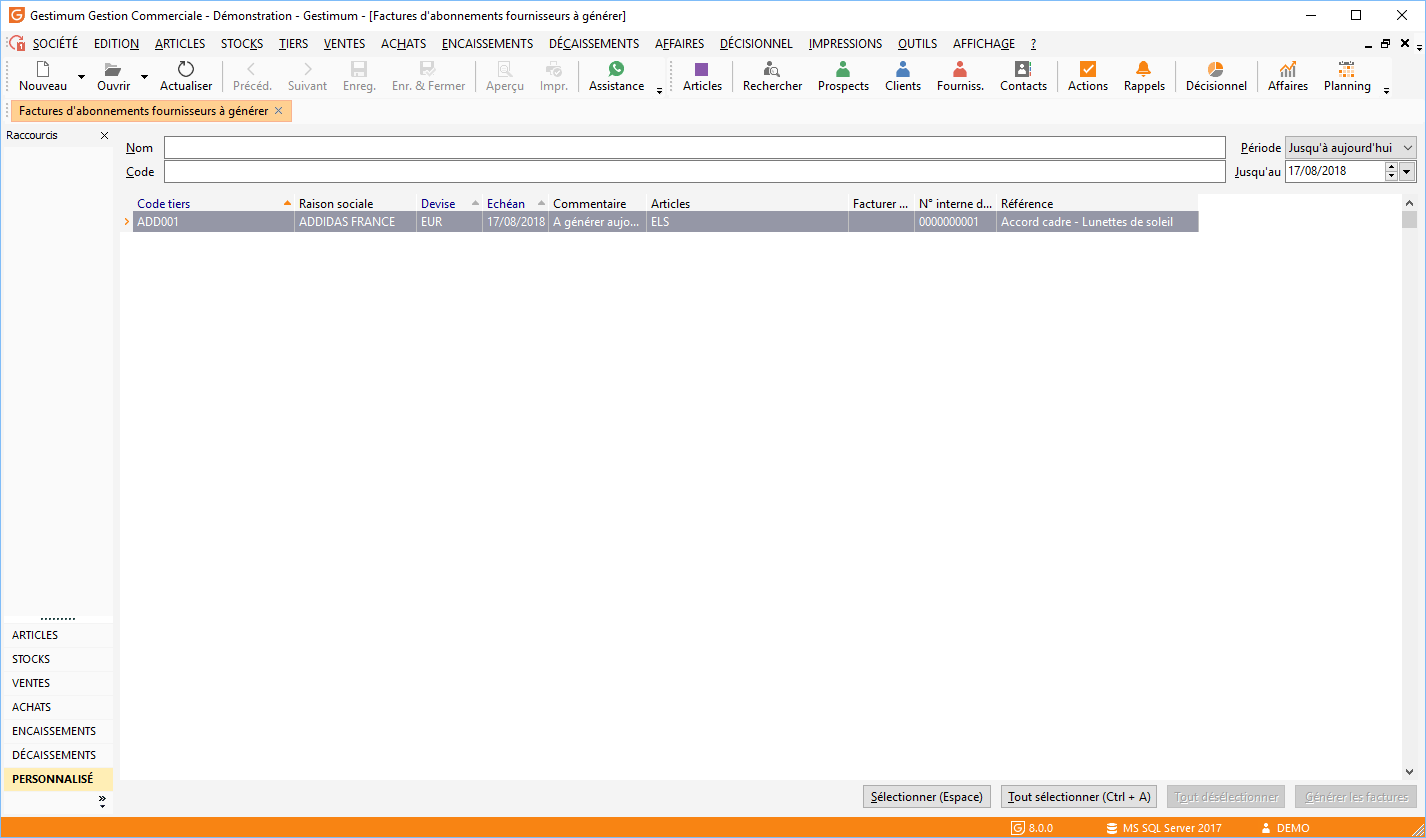 Gestimum Gestion Commerciale - Démonstration - Gestimum - [Factures d'abonnements fournisseurs à générer]
SOCIÉTÉ EDITION ARTICLES STOCKS TIERS VENTES ACHATS ENCAISSEMENTS DÉCAISSEMENTS AFFAIRES DÉCISIONNEL IMPRESSIONS OUTILS AFFICHAGE ?
Nouveau Ouvrir Actualiser Précéd. Suivant Enreg. Enr. & Fermer Aperçu Impr. Assistance Articles Rechercher Prospects Clients Fourniss. Contacts Actions Rappels Décisionnel Affaires Planning
Factures d'abonnements fournisseurs à générer
Raccourcis
Nom
Période Jusqu'à aujourd'hui
Code
Jusqu'au 17/08/2018
Code tiers Raison sociale Devise Echéan Commentaire Articles Facturer ... N° interne d... Référence
ADD001 ADDIDAS FRANCE EUR 17/08/2018 A générer aujo... ELS 0000000001 Accord cadre - Lunettes de soleil
ARTICLES
STOCKS
VENTES
ACHATS
ENCAISSEMENTS
DÉCAISSEMENTS
PERSONNALISÉ
Sélectionner (Espace) Tout sélectionner (Ctrl + A) Tout désélectionner Générer les factures
8.0.0 MS SQL Server 2017 DEMO